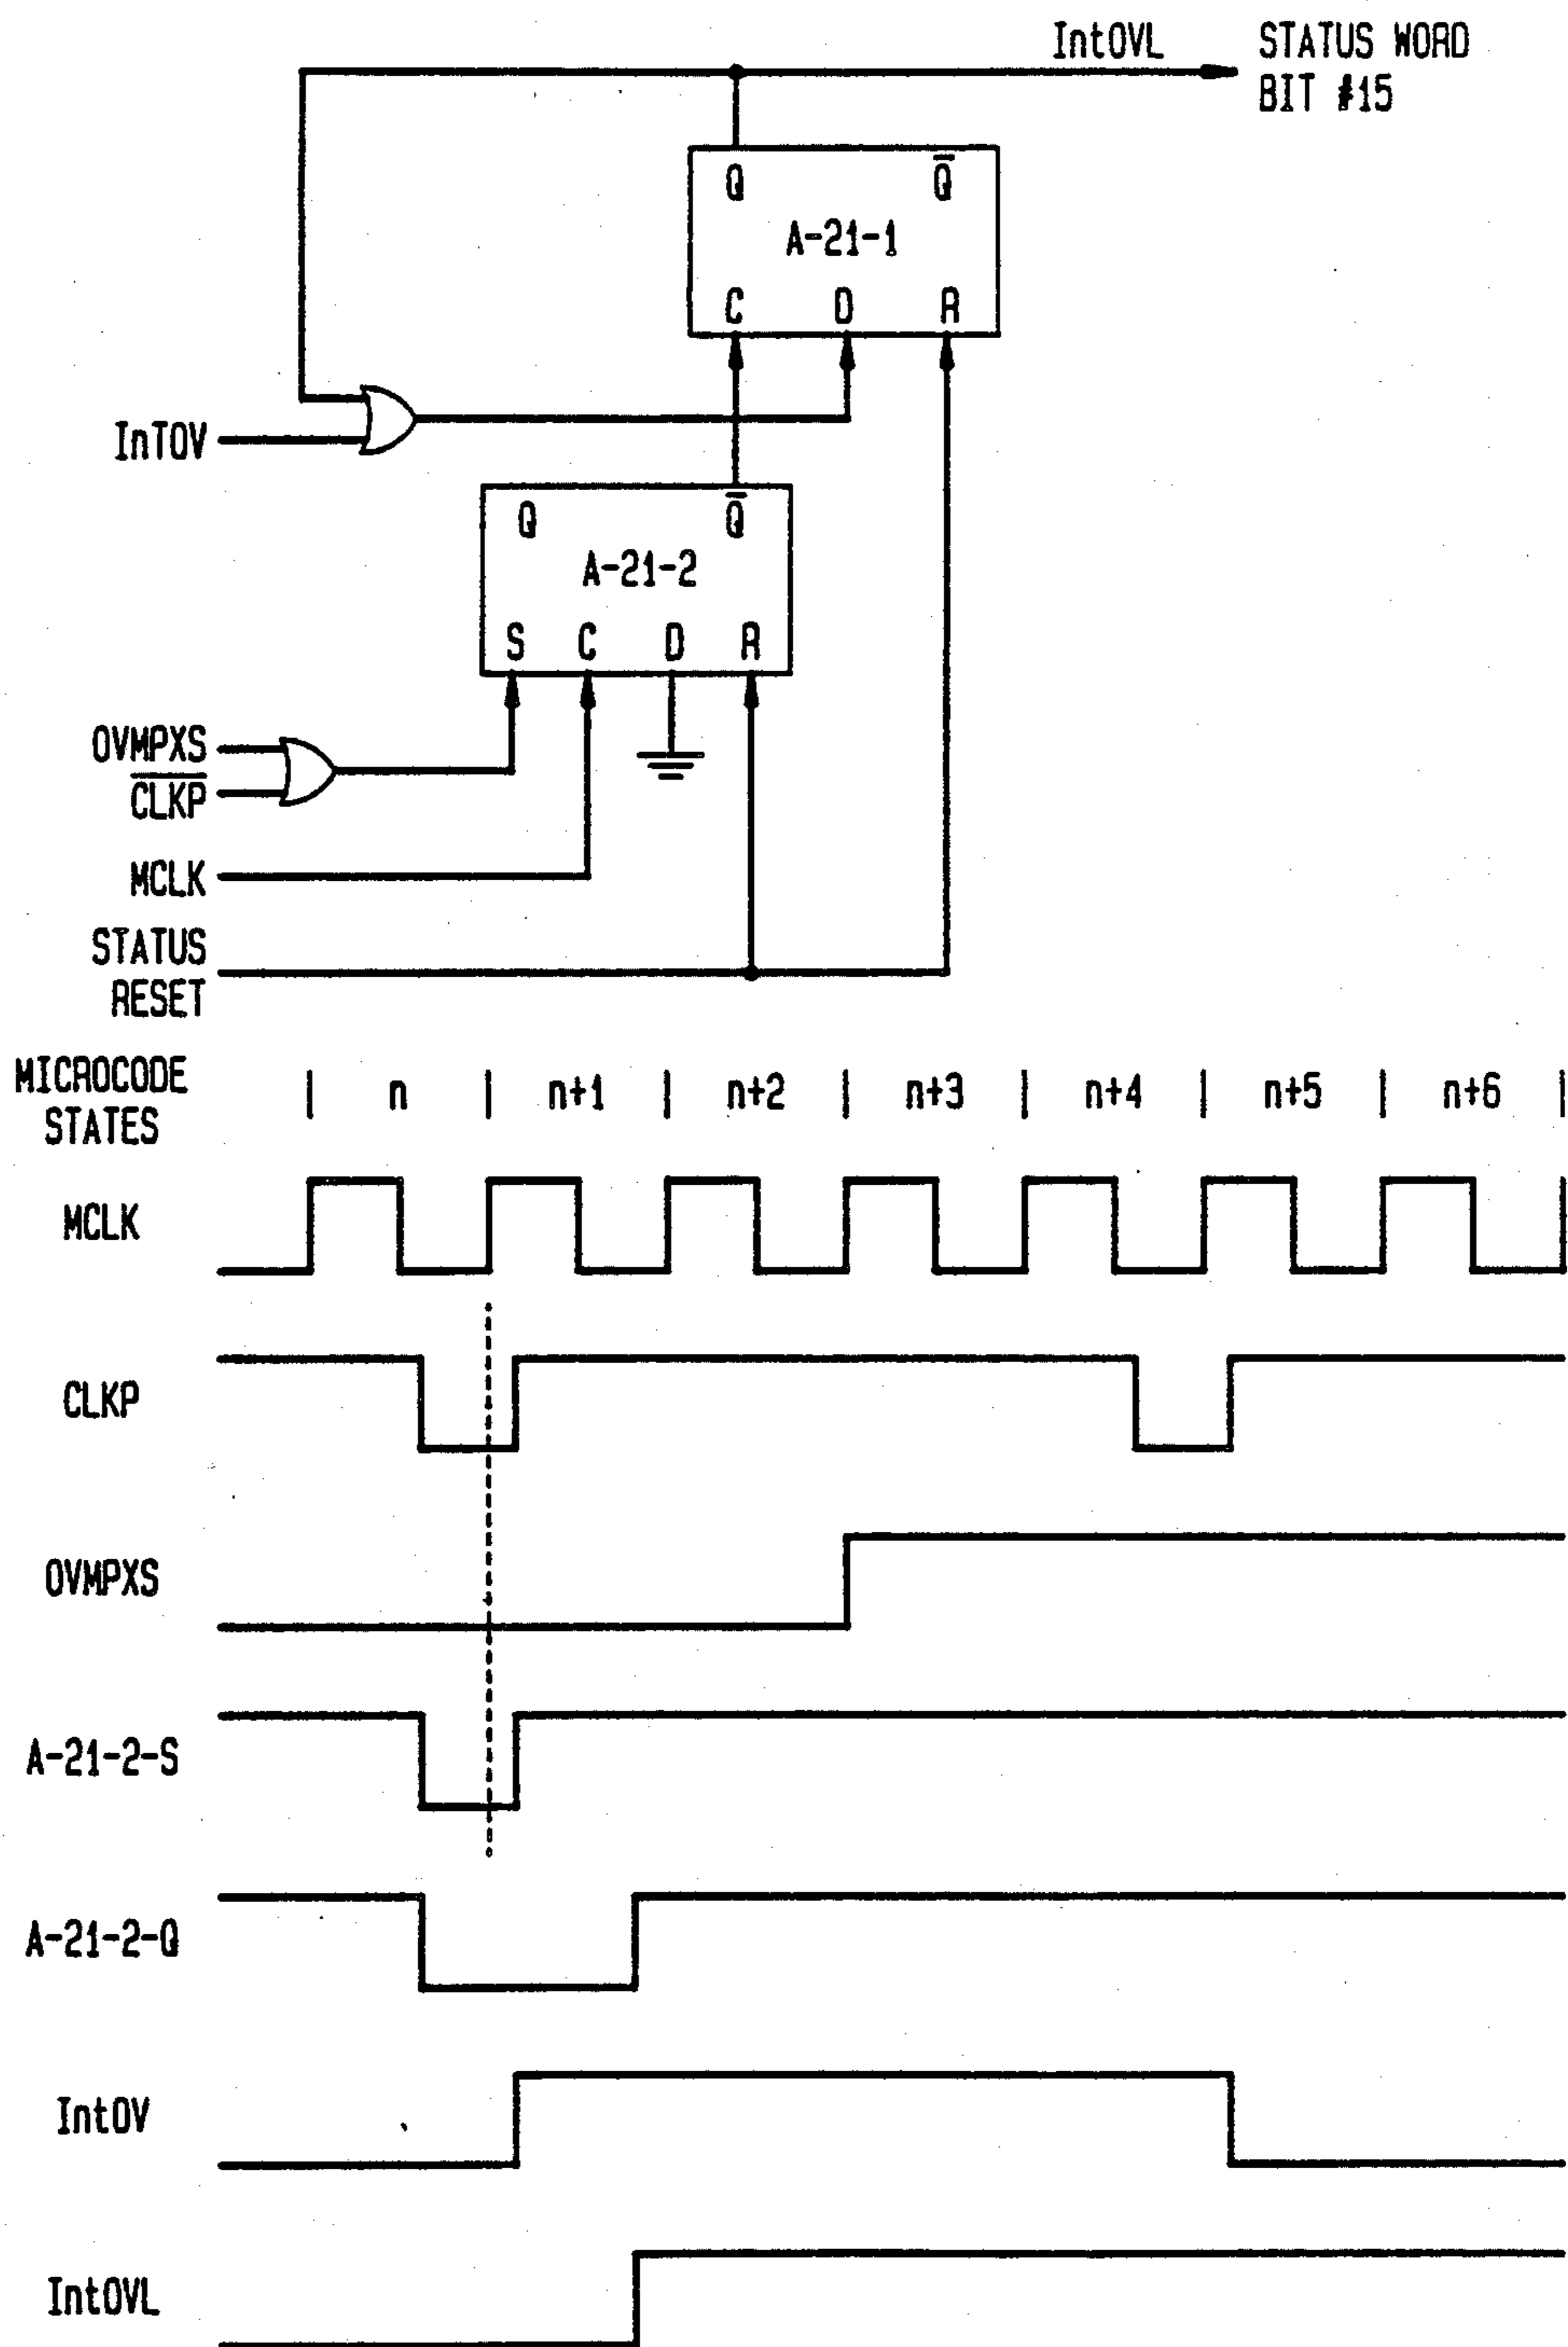 IntOVL
STATUS WORD
BIT #15
Q Q̅
A-21-1
C D R
InTOV
Q Q̅
A-21-2
S C D R
OVMPXS
C̅L̅K̅P̅
MCLK
STATUS
RESET
MICROCODE
STATES
| n | n+1 | n+2 | n+3 | n+4 | n+5 | n+6 |
MCLK
CLKP
OVMPXS
A-21-2-S
A-21-2-Q
IntOV
IntOVL